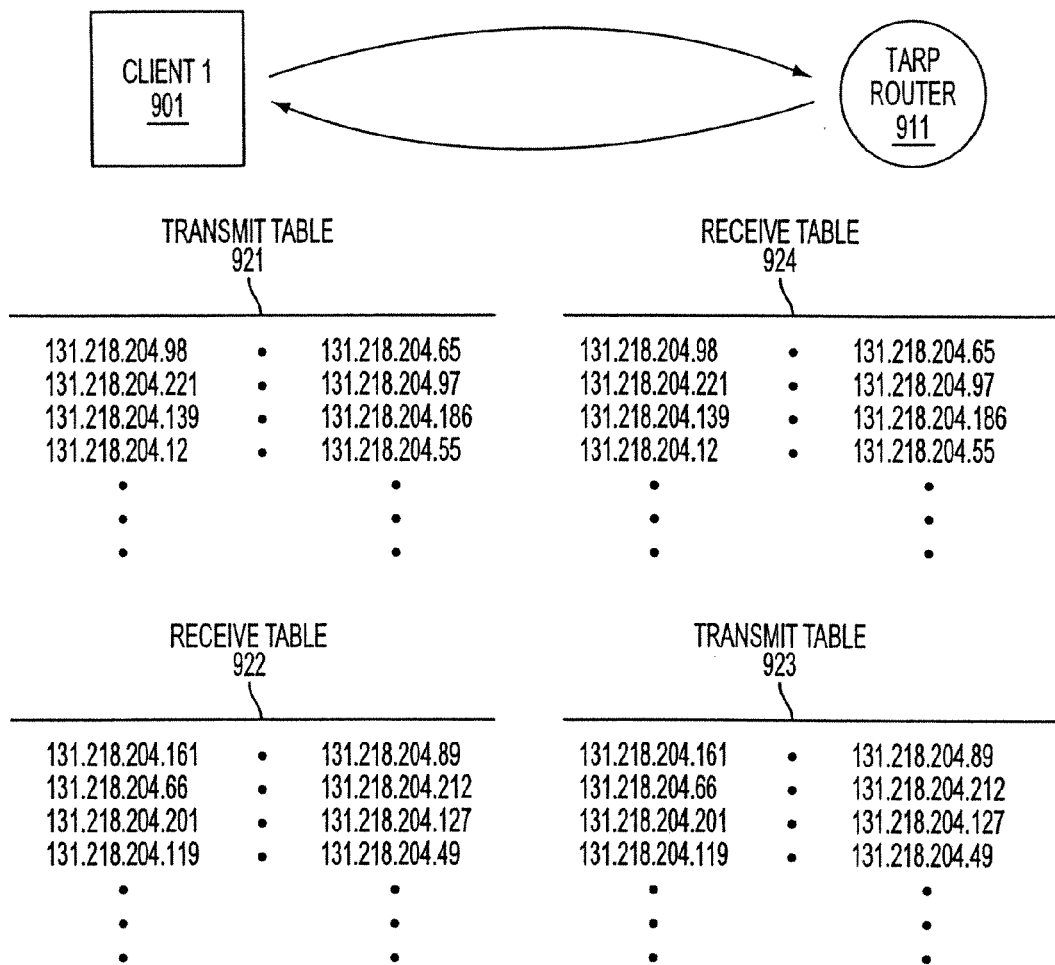 CLIENT 1
901
TARP
ROUTER
911
TRANSMIT TABLE
921
131.218.204.98 • 131.218.204.65
131.218.204.221 • 131.218.204.97
131.218.204.139 • 131.218.204.186
131.218.204.12 • 131.218.204.55
RECEIVE TABLE
924
131.218.204.98 • 131.218.204.65
131.218.204.221 • 131.218.204.97
131.218.204.139 • 131.218.204.186
131.218.204.12 • 131.218.204.55
RECEIVE TABLE
922
131.218.204.161 • 131.218.204.89
131.218.204.66 • 131.218.204.212
131.218.204.201 • 131.218.204.127
131.218.204.119 • 131.218.204.49
TRANSMIT TABLE
923
131.218.204.161 • 131.218.204.89
131.218.204.66 • 131.218.204.212
131.218.204.201 • 131.218.204.127
131.218.204.119 • 131.218.204.49